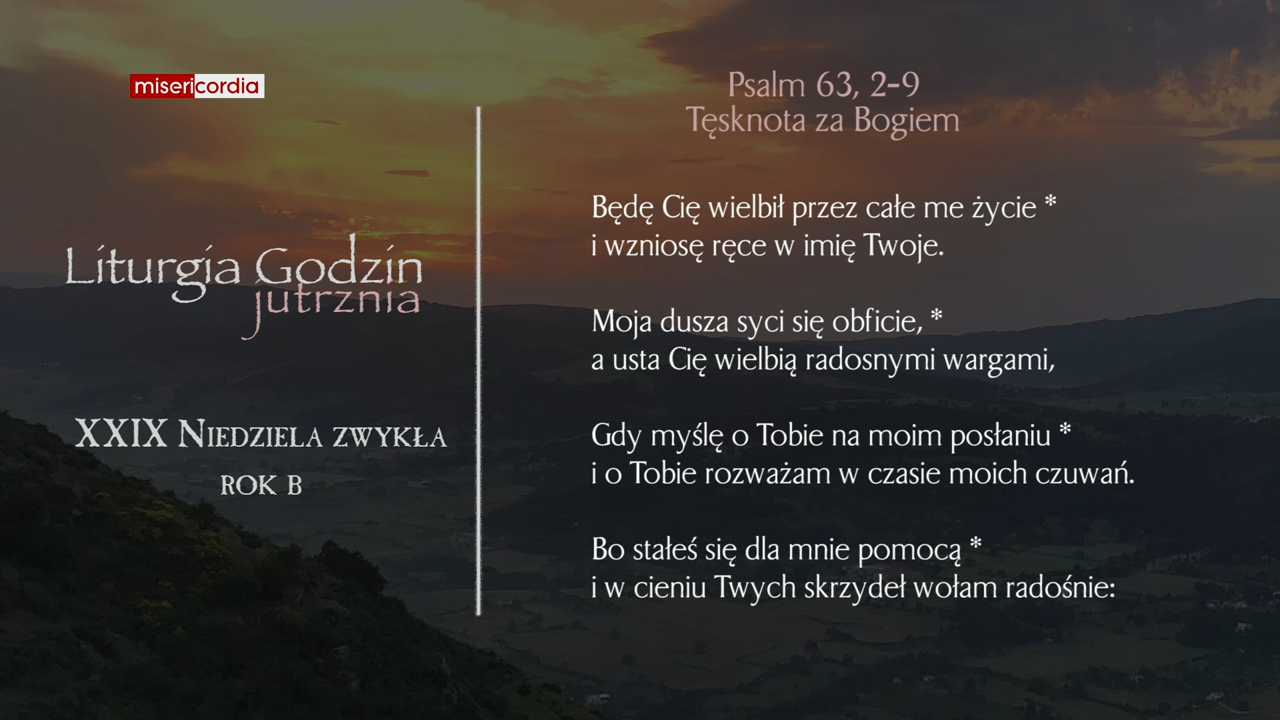 misericordia
Liturgia Godzin
jutrznia
XXIX Niedziela zwykła
rok B
Psalm 63, 2-9
Tęsknota za Bogiem
Będę Cię wielbił przez całe me życie *
i wzniosę ręce w imię Twoje.
Moja dusza syci się obficie, *
a usta Cię wielbią radosnymi wargami,
Gdy myślę o Tobie na moim posłaniu *
i o Tobie rozważam w czasie moich czuwań.
Bo stałeś się dla mnie pomocą *
i w cieniu Twych skrzydeł wołam radośnie: